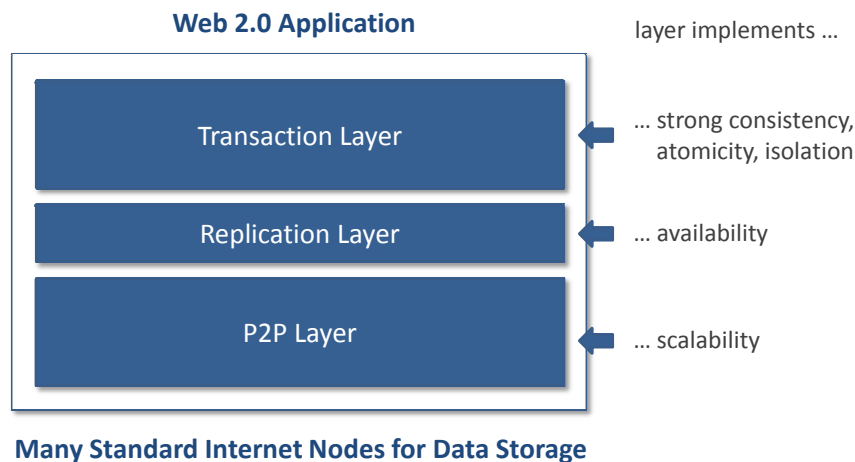 Web 2.0 Application
layer implements …
Transaction Layer
… strong consistency,
atomicity, isolation
Replication Layer
… availability
P2P Layer
… scalability
Many Standard Internet Nodes for Data Storage